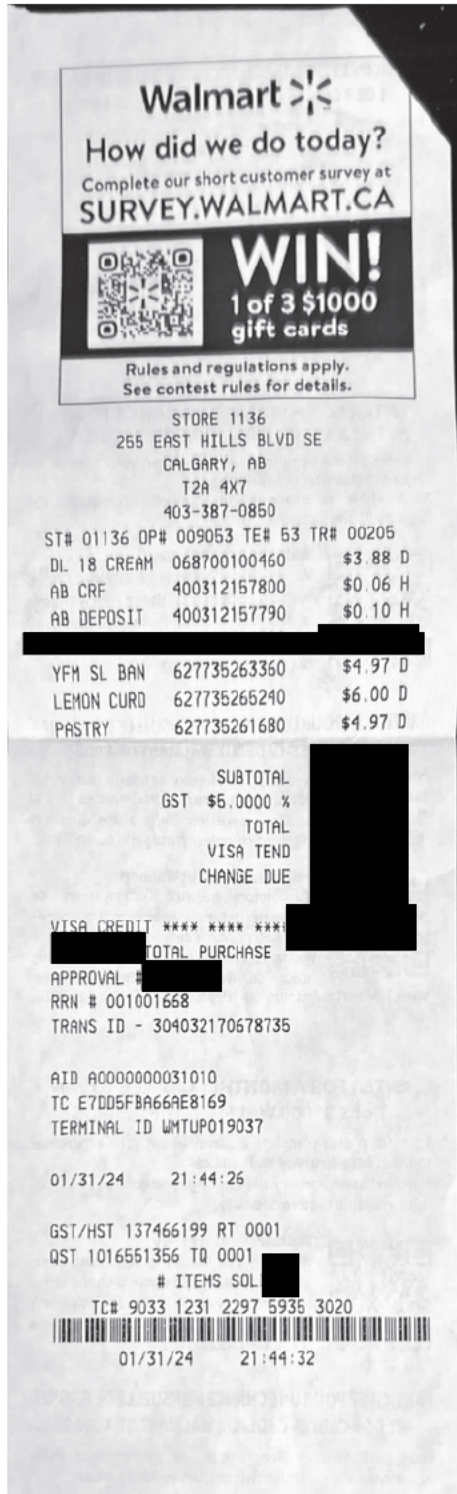 Walmart
How did we do today?
Complete our short customer survey at
SURVEY.WALMART.CA
WIN!
1 of 3 $1000
gift cards
Rules and regulations apply.
See contest rules for details.
STORE 1136
255 EAST HILLS BLVD SE
CALGARY, AB
T2A 4X7
403-387-0850
ST# 01136 OP# 009053 TE# 53 TR# 00205
DL 18 CREAM 068700100460 $3.88 D
AB CRF 400312157800 $0.06 H
AB DEPOSIT 400312157790 $0.10 H
YFM SL BAN 627735263360 $4.97 D
LEMON CURD 627735265240 $6.00 D
PASTRY 627735261680 $4.97 D
SUBTOTAL
GST $5.0000 %
TOTAL
VISA TEND
CHANGE DUE
VISA CREDIT **** **** ***
TOTAL PURCHASE
APPROVAL #
RRN # 001001668
TRANS ID - 304032170678735
AID A0000000031010
TC E7DD5FBA66AE8169
TERMINAL ID WMTUP019037
01/31/24 21:44:26
GST/HST 137466199 RT 0001
QST 1016551356 TQ 0001
# ITEMS SOL
TC# 9033 1231 2297 5935 3020
01/31/24 21:44:32